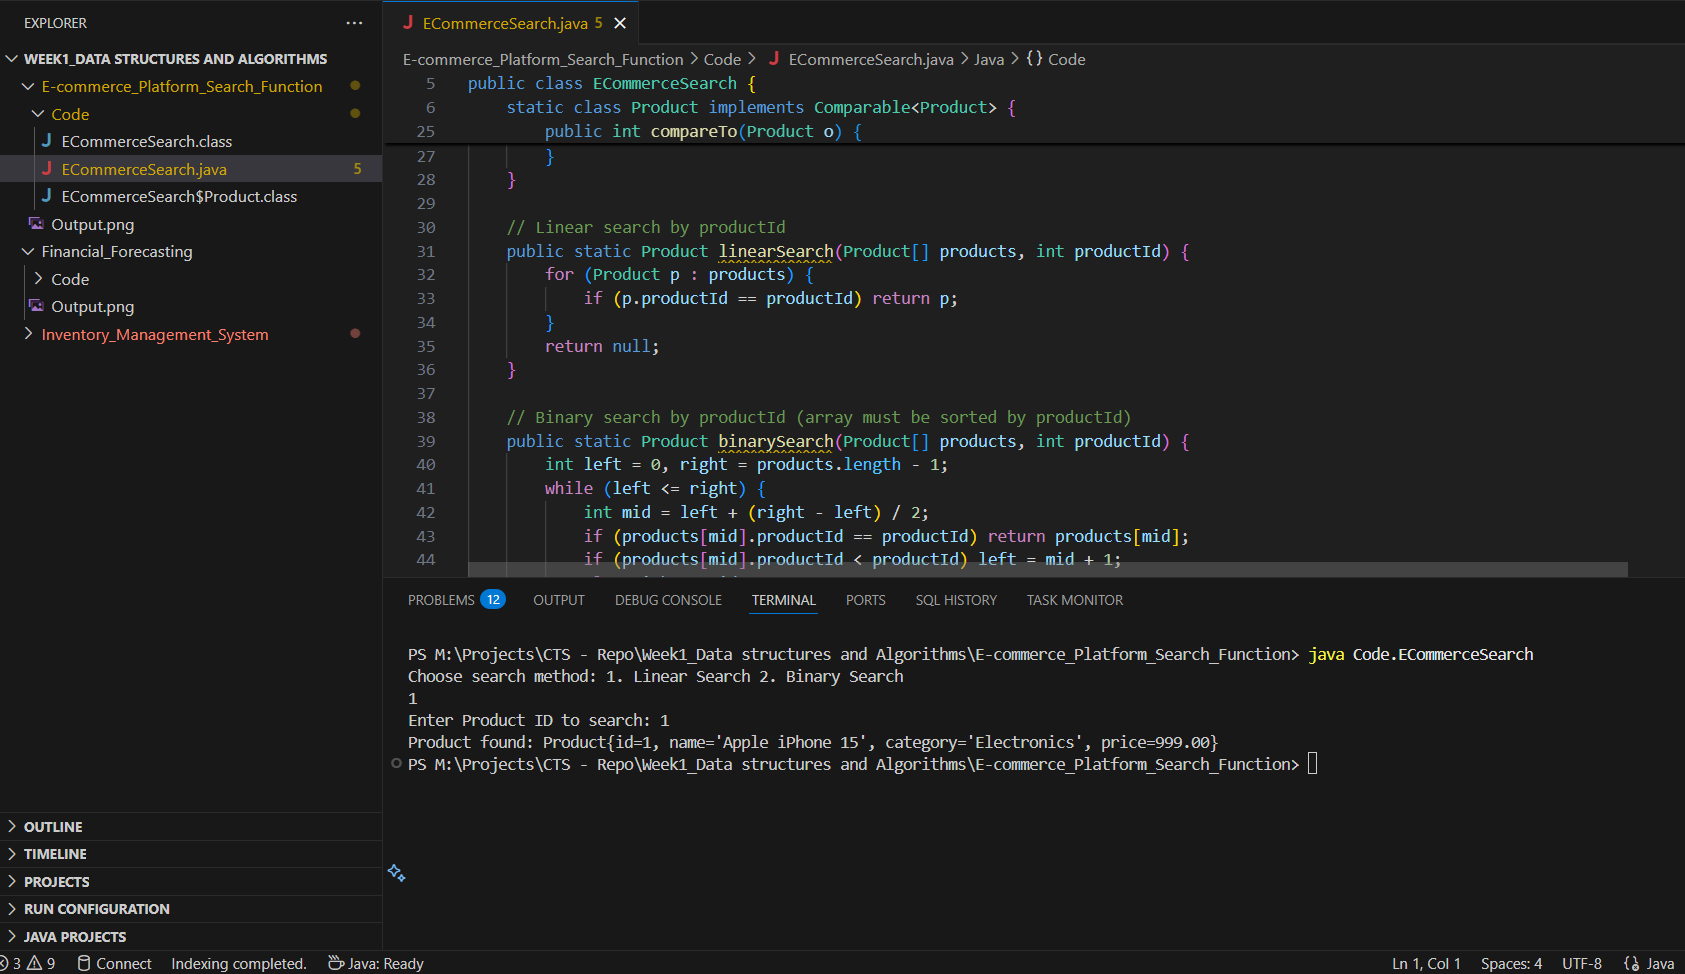 EXPLORER
WEEK1_DATA STRUCTURES AND ALGORITHMS
E-commerce_Platform_Search_Function
Code
ECommerceSearch.class
ECommerceSearch.java 5
ECommerceSearch$Product.class
Output.png
Financial_Forecasting
Code
Output.png
Inventory_Management_System
OUTLINE
TIMELINE
PROJECTS
RUN CONFIGURATION
JAVA PROJECTS
J ECommerceSearch.java 5
E-commerce_Platform_Search_Function > Code > J ECommerceSearch.java > Java > {} Code
5 public class ECommerceSearch {
6 static class Product implements Comparable<Product> {
25 public int compareTo(Product o) {
27 }
28 }
29
30 // Linear search by productId
31 public static Product linearSearch(Product[] products, int productId) {
32 for (Product p : products) {
33 if (p.productId == productId) return p;
34 }
35 return null;
36 }
37
38 // Binary search by productId (array must be sorted by productId)
39 public static Product binarySearch(Product[] products, int productId) {
40 int left = 0, right = products.length - 1;
41 while (left <= right) {
42 int mid = left + (right - left) / 2;
43 if (products[mid].productId == productId) return products[mid];
44 if (products[mid].productId < productId) left = mid + 1;
PROBLEMS 12 OUTPUT DEBUG CONSOLE TERMINAL PORTS SQL HISTORY TASK MONITOR
PS M:\Projects\CTS - Repo\Week1_Data structures and Algorithms\E-commerce_Platform_Search_Function> java Code.ECommerceSearch
Choose search method: 1. Linear Search 2. Binary Search
1
Enter Product ID to search: 1
Product found: Product{id=1, name='Apple iPhone 15', category='Electronics', price=999.00}
PS M:\Projects\CTS - Repo\Week1_Data structures and Algorithms\E-commerce_Platform_Search_Function>
3 9 Connect Indexing completed. Java: Ready Ln 1, Col 1 Spaces: 4 UTF-8 {} Java